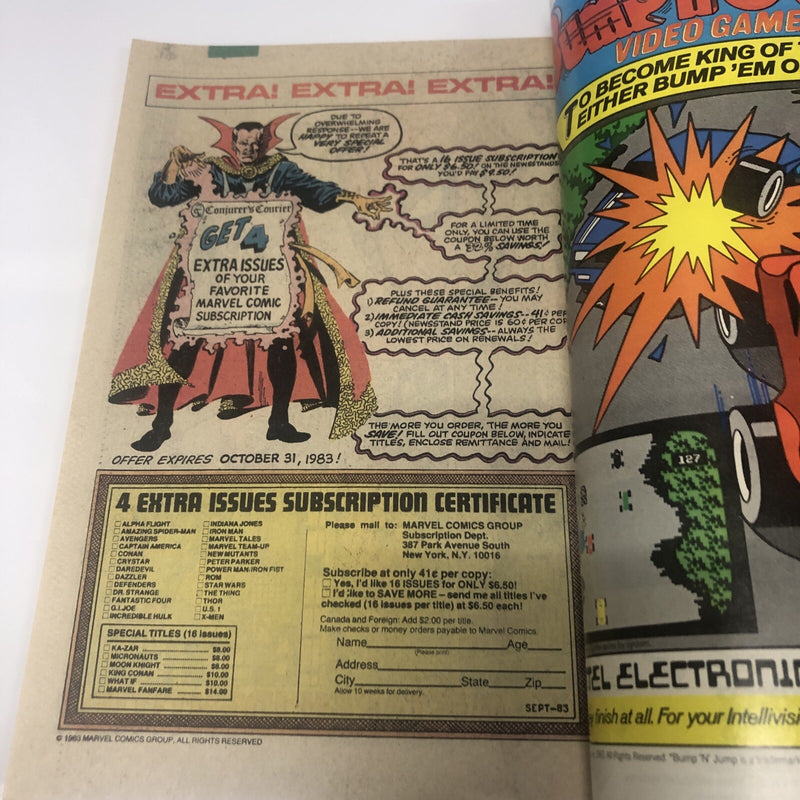 EXTRA! EXTRA! EXTRA!
DUE TO
OVERWHELMING
RESPONSE--WE ARE
HAPPY TO REPEAT A
VERY SPECIAL
OFFER!
THAT'S A 16 ISSUE SUBSCRIPTION
FOR ONLY $6.50! ON THE NEWSSTANDS
YOU'D PAY $9.50!
Conjurer's Courier
GET 4
EXTRA ISSUES
OF YOUR
FAVORITE
MARVEL COMIC
SUBSCRIPTION
FOR A LIMITED TIME
ONLY, YOU CAN USE THE
COUPON BELOW WORTH
A % SAVINGS!
PLUS THESE SPECIAL BENEFITS!
1) REFUND GUARANTEE-- YOU MAY
CANCEL AT ANY TIME!
2) IMMEDIATE CASH SAVINGS-- 41¢ PER
COPY! (NEWSSTAND PRICE IS 60¢ PER COP
3) ADDITIONAL SAVINGS-- ALWAYS THE
LOWEST PRICE ON RENEWALS!
THE MORE YOU ORDER, THE MORE YOU
SAVE! FILL OUT COUPON BELOW, INDICATE
TITLES, ENCLOSE REMITTANCE AND MAIL!
OFFER EXPIRES OCTOBER 31, 1983!
4 EXTRA ISSUES SUBSCRIPTION CERTIFICATE
ALPHA FLIGHT
AMAZING SPIDER-MAN
AVENGERS
CAPTAIN AMERICA
CONAN
CRYSTAR
DAREDEVIL
DAZZLER
DEFENDERS
DR. STRANGE
FANTASTIC FOUR
G.I.JOE
INCREDIBLE HULK
INDIANA JONES
IRON MAN
MARVEL TALES
MARVEL TEAM-UP
NEW MUTANTS
PETER PARKER
POWER MAN/IRON FIST
ROM
STAR WARS
THE THING
THOR
U.S. 1
X-MEN
SPECIAL TITLES (16 issues)
KA-ZAR $8.00
MICRONAUTS $8.00
MOON KNIGHT $8.00
KING CONAN $10.00
WHAT IF $10.00
MARVEL FANFARE $14.00
Please mail to: MARVEL COMICS GROUP
Subscription Dept.
387 Park Avenue South
New York, N.Y. 10016
Subscribe at only 41¢ per copy:
Yes, I'd like 16 ISSUES for ONLY $6.50!
I'd like to SAVE MORE – send me all titles I've
checked (16 issues per title) at $6.50 each!
Canada and Foreign: Add $2.00 per title.
Make checks or money orders payable to Marvel Comics.
Name Age
(Please print)
Address
City State Zip
Allow 10 weeks for delivery.
SEPT-83
© 1983 MARVEL COMICS GROUP, ALL RIGHTS RESERVED
VIDEO GAME
TO BECOME KING OF
EITHER BUMP 'EM O
127
TEL ELECTRONI
finish at all. For your Intellivisi
All Rights Reserved. "Bump 'N' Jump is a trademark